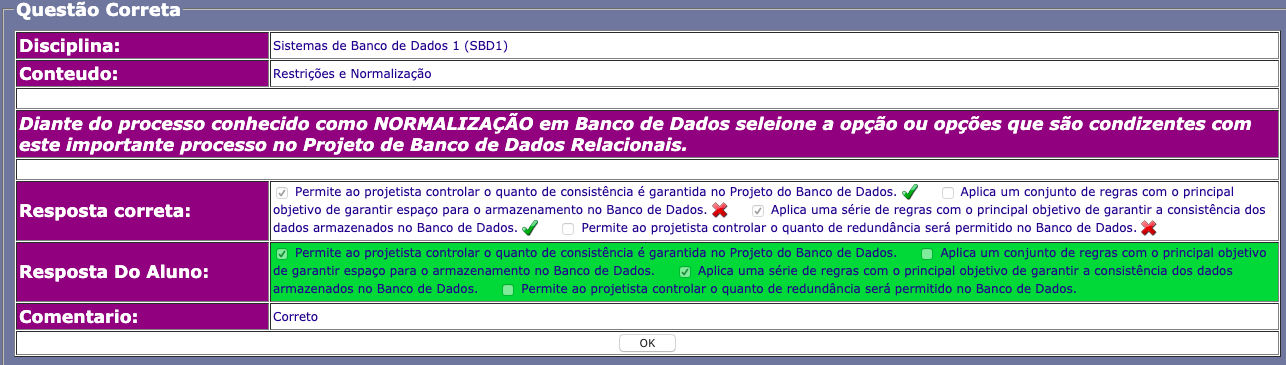 Questão Correta
Disciplina: Sistemas de Banco de Dados 1 (SBD1)
Conteudo: Restrições e Normalização
Diante do processo conhecido como NORMALIZAÇÃO em Banco de Dados seleione a opção ou opções que são condizentes com
este importante processo no Projeto de Banco de Dados Relacionais.
Resposta correta:
Permite ao projetista controlar o quanto de consistência é garantida no Projeto do Banco de Dados. Aplica um conjunto de regras com o principal
objetivo de garantir espaço para o armazenamento no Banco de Dados. Aplica uma série de regras com o principal objetivo de garantir a consistência dos
dados armazenados no Banco de Dados. Permite ao projetista controlar o quanto de redundância será permitido no Banco de Dados.
Resposta Do Aluno:
Permite ao projetista controlar o quanto de consistência é garantida no Projeto do Banco de Dados. Aplica um conjunto de regras com o principal objetivo
de garantir espaço para o armazenamento no Banco de Dados. Aplica uma série de regras com o principal objetivo de garantir a consistência dos dados
armazenados no Banco de Dados. Permite ao projetista controlar o quanto de redundância será permitido no Banco de Dados.
Comentario: Correto
OK